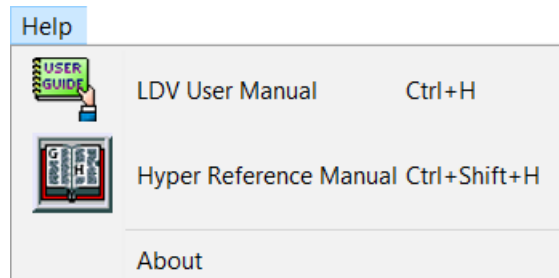 Help
USER
GUIDE
LDV User Manual Ctrl+H
G
H
Hyper Reference Manual Ctrl+Shift+H
About